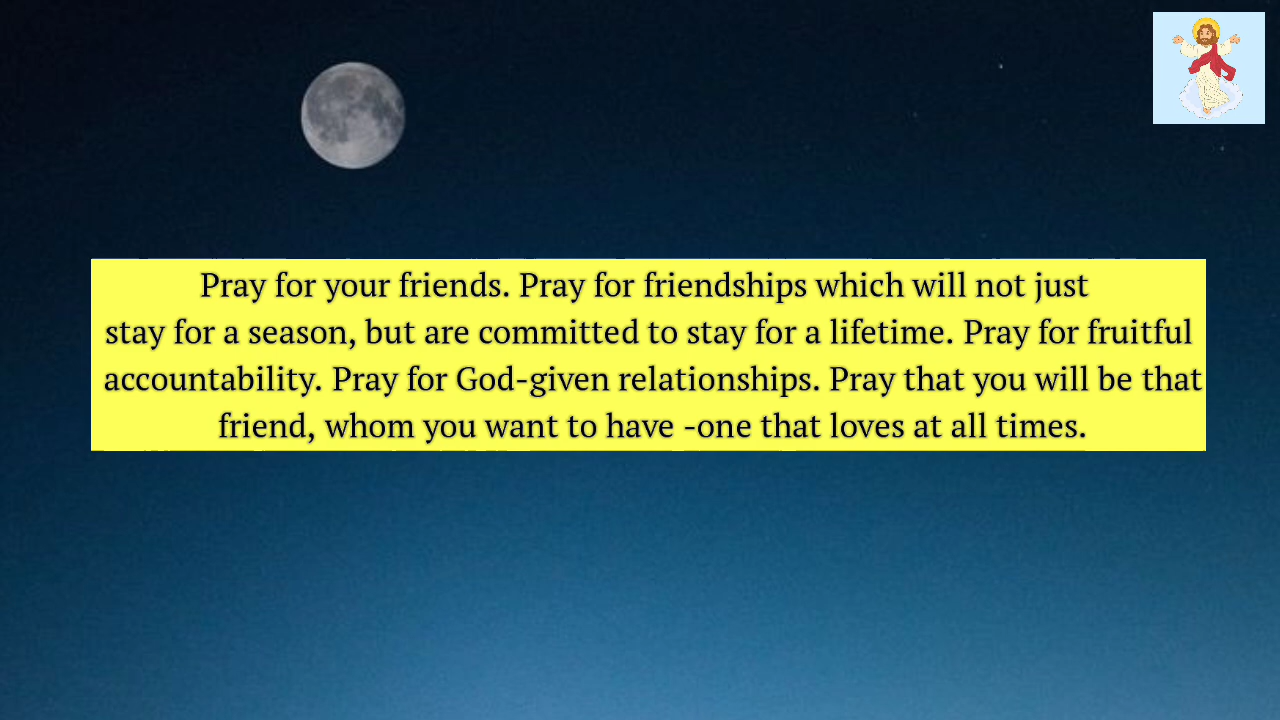 Pray for your friends. Pray for friendships which will not just
stay for a season, but are committed to stay for a lifetime. Pray for fruitful
accountability. Pray for God-given relationships. Pray that you will be that
friend, whom you want to have -one that loves at all times.